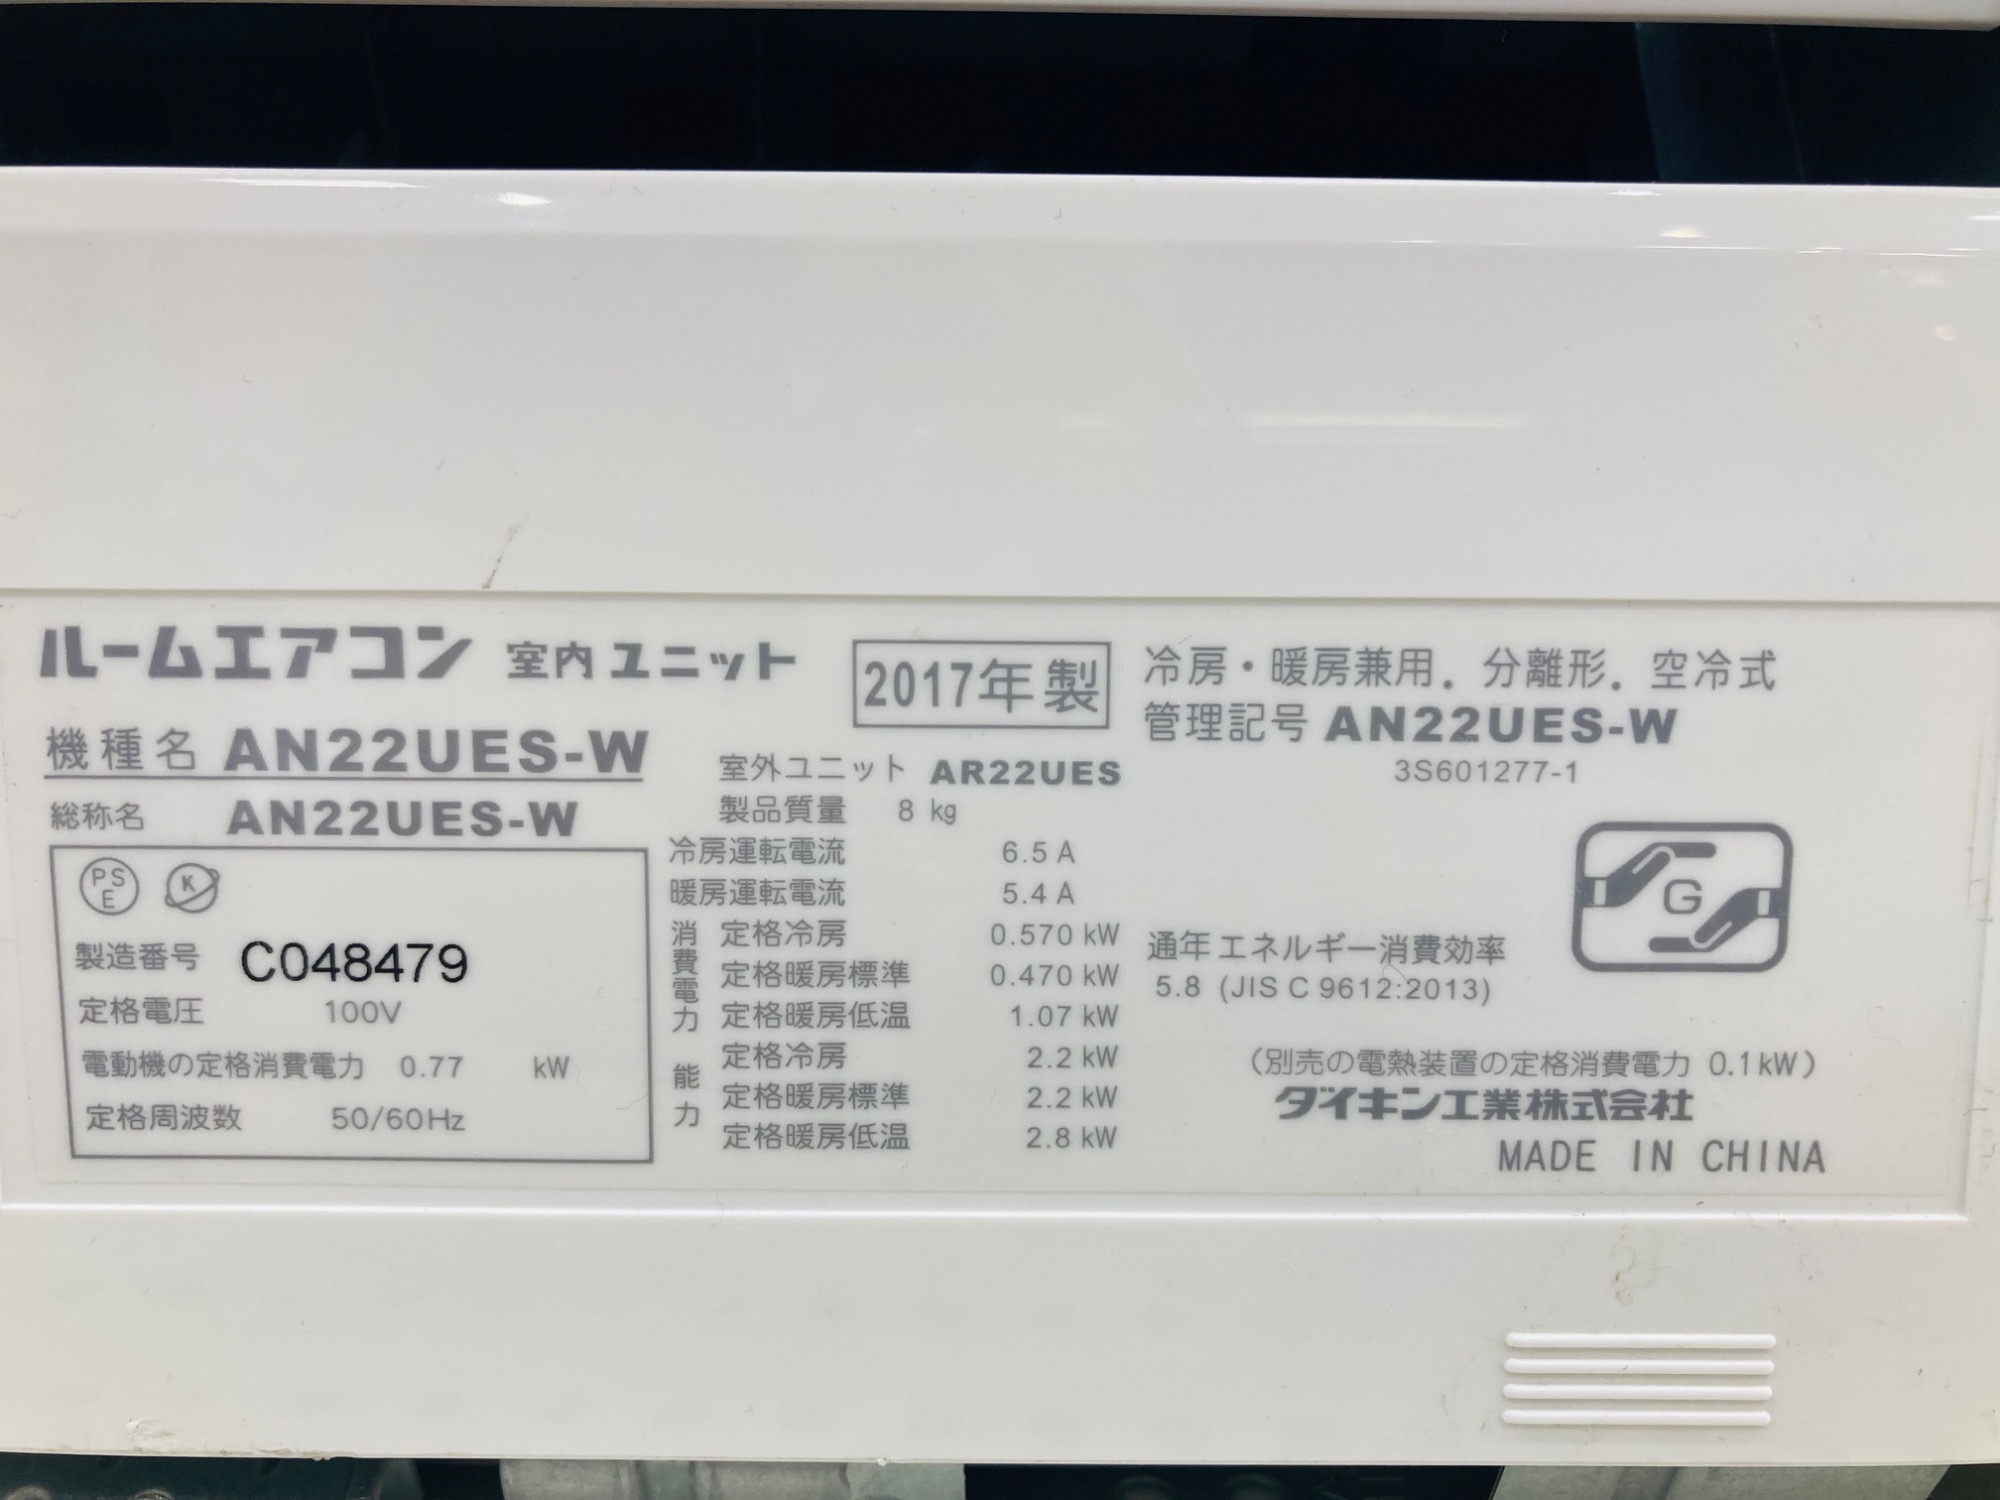 ルームエアコン 室内ユニット
機種名 AN22UES-W
総称名 AN22UES-W
PS
E
K
製造番号 C048479
定格電圧 100V
電動機の定格消費電力 0.77 kW
定格周波数 50/60Hz
2017年製
室外ユニット AR22UES
製品質量 8 kg
冷房運転電流 6.5 A
暖房運転電流 5.4 A
消費電力
定格冷房 0.570 kW
定格暖房標準 0.470 kW
定格暖房低温 1.07 kW
能力
定格冷房 2.2 kW
定格暖房標準 2.2 kW
定格暖房低温 2.8 kW
冷房・暖房兼用. 分離形. 空冷式
管理記号 AN22UES-W
3S601277-1
G
通年エネルギー消費効率
5.8 (JIS C 9612:2013)
(別売の電熱装置の定格消費電力 0.1kW)
ダイキン工業株式会社
MADE IN CHINA